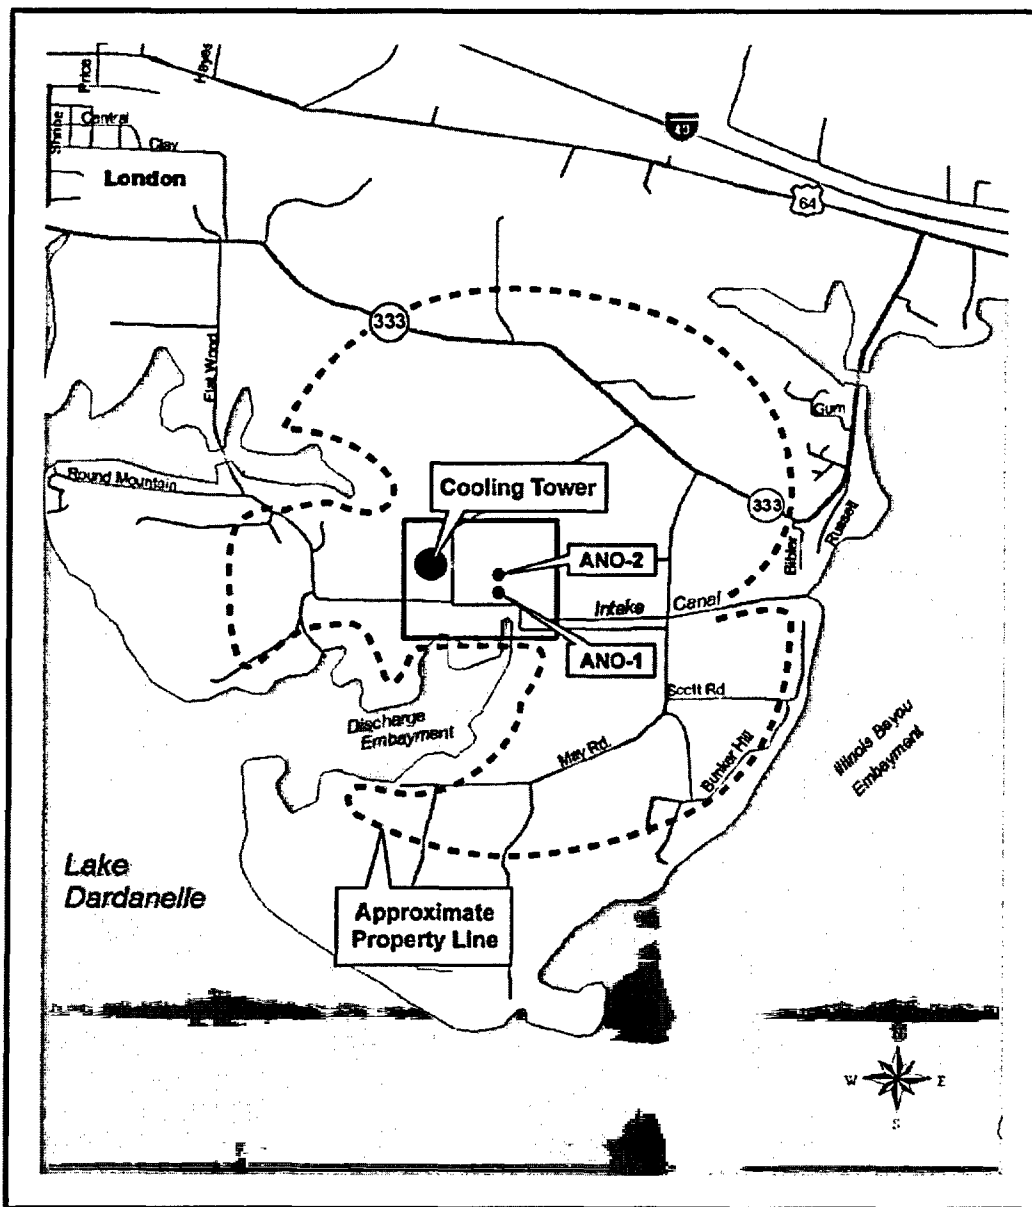 Price
Hayes
Shribe
Central
Clay
London
64
333
Flat Wood
Gum
Round Mountain
Cooling Tower
333
Russell
Bibler
ANO-2
Intake Canal
ANO-1
Scott Rd
Discharge
Embayment
May Rd
Bunker Hill
Illinois Bayou
Embayment
Lake
Dardanelle
Approximate
Property Line
W
E
S